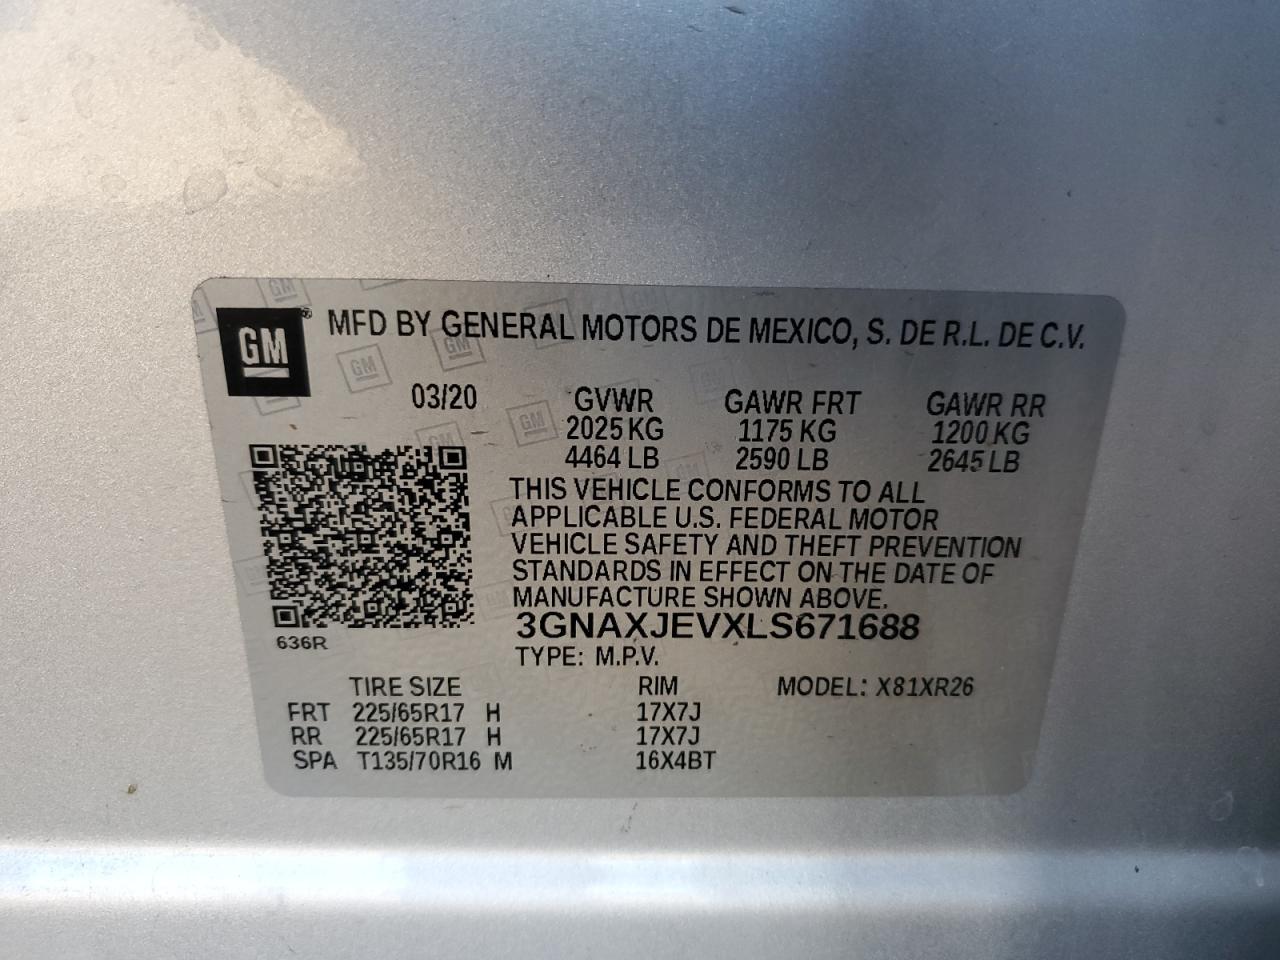 GM ® MFD BY GENERAL MOTORS DE MEXICO, S. DE R.L. DE C.V.
03/20 GVWR GAWR FRT GAWR RR
2025 KG 1175 KG 1200 KG
4464 LB 2590 LB 2645 LB
THIS VEHICLE CONFORMS TO ALL
APPLICABLE U.S. FEDERAL MOTOR
VEHICLE SAFETY AND THEFT PREVENTION
STANDARDS IN EFFECT ON THE DATE OF
MANUFACTURE SHOWN ABOVE.
3GNAXJEVXLS671688
636R
TYPE: M.P.V.
TIRE SIZE RIM MODEL: X81XR26
FRT 225/65R17 H 17X7J
RR 225/65R17 H 17X7J
SPA T135/70R16 M 16X4BT